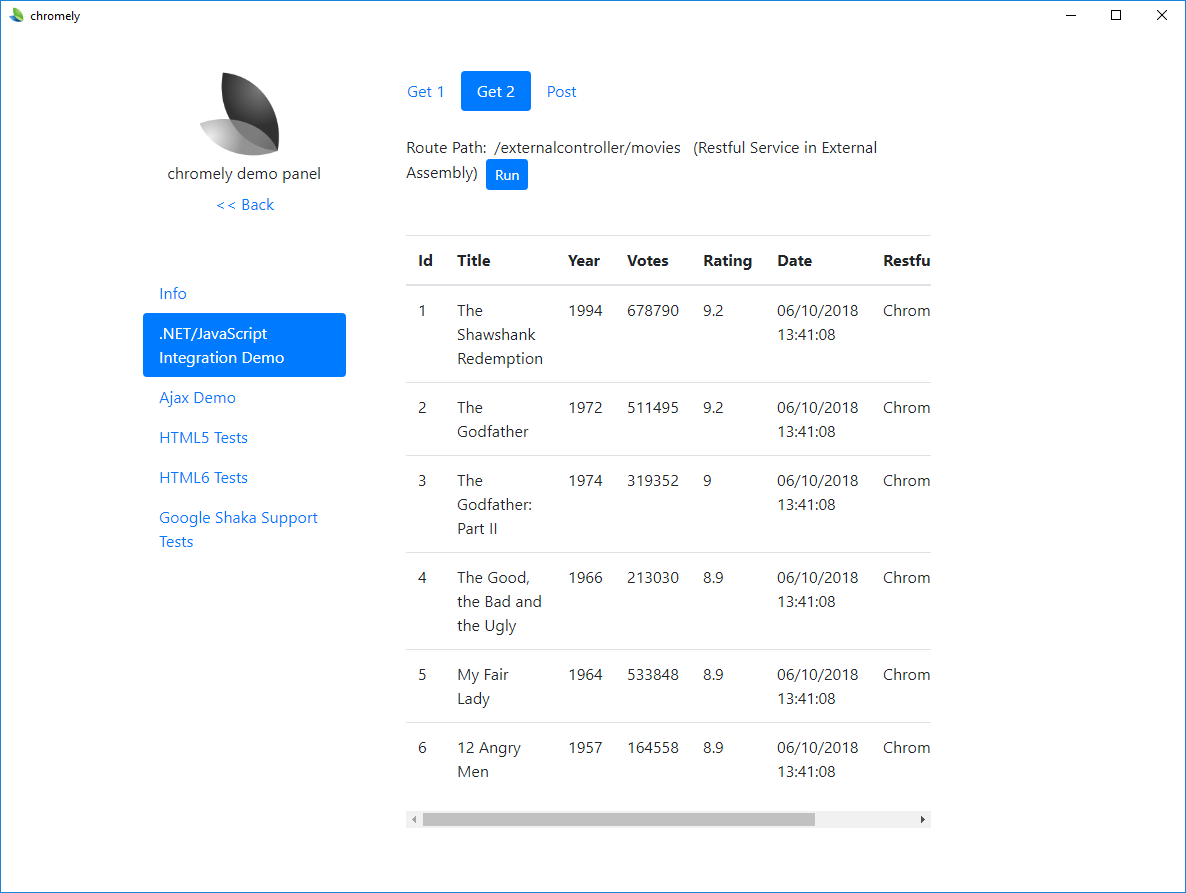 chromely
chromely demo panel
<< Back
Info
.NET/JavaScript
Integration Demo
Ajax Demo
HTML5 Tests
HTML6 Tests
Google Shaka Support
Tests
Get 1 Get 2 Post
Route Path: /externalcontroller/movies (Restful Service in External
Assembly) Run
Id Title Year Votes Rating Date Restfu
1 The 1994 678790 9.2 06/10/2018 Chrom
Shawshank 13:41:08
Redemption
2 The 1972 511495 9.2 06/10/2018 Chrom
Godfather 13:41:08
3 The 1974 319352 9 06/10/2018 Chrom
Godfather: 13:41:08
Part II
4 The Good, 1966 213030 8.9 06/10/2018 Chrom
the Bad and 13:41:08
the Ugly
5 My Fair 1964 533848 8.9 06/10/2018 Chrom
Lady 13:41:08
6 12 Angry 1957 164558 8.9 06/10/2018 Chrom
Men 13:41:08